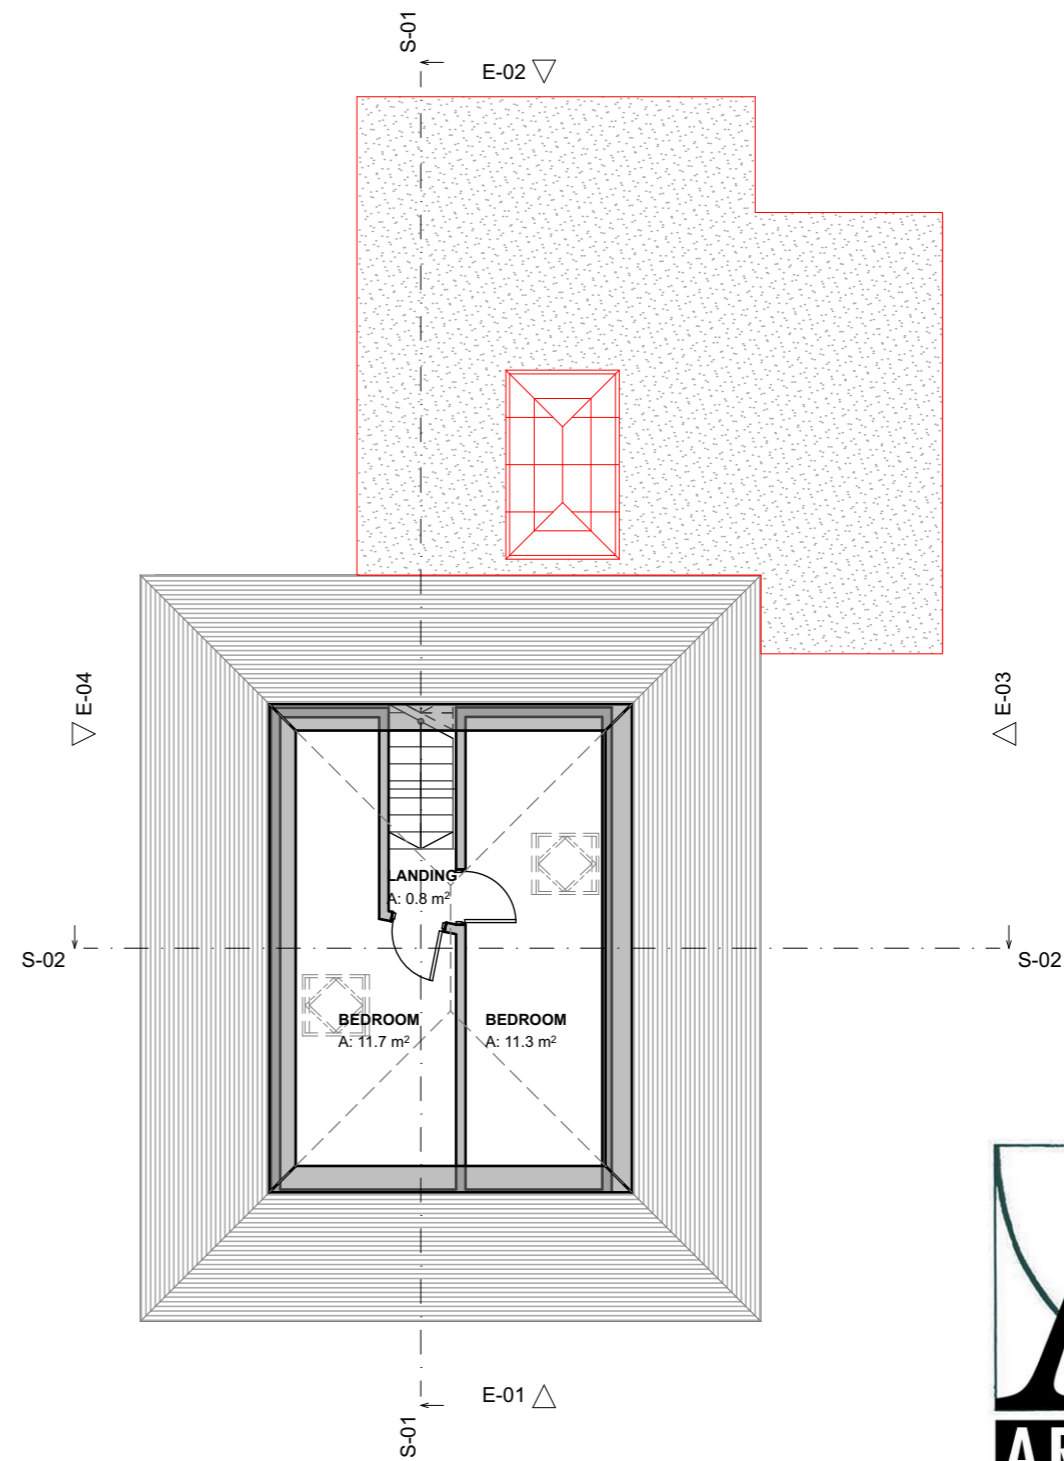 S-01
E-02
E-04
E-03
LANDING
A: 0.8 m²
S-02
S-02
BEDROOM
A: 11.7 m²
BEDROOM
A: 11.3 m²
E-01
S-01